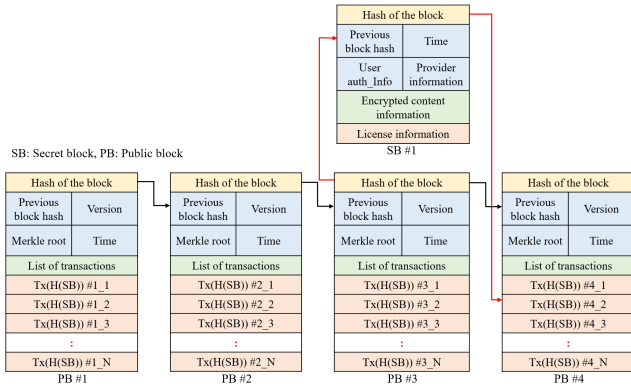 Hash of the block
Previous
block hash
Time
User
auth_Info
Provider
information
Encrypted content
information
License information
SB #1
SB: Secret block, PB: Public block
Hash of the block
Previous
block hash
Version
Merkle root
Time
List of transactions
Tx(H(SB)) #1_1
Tx(H(SB)) #1_2
Tx(H(SB)) #1_3
:
Tx(H(SB)) #1_N
PB #1
Hash of the block
Previous
block hash
Version
Merkle root
Time
List of transactions
Tx(H(SB)) #2_1
Tx(H(SB)) #2_2
Tx(H(SB)) #2_3
:
Tx(H(SB)) #2_N
PB #2
Hash of the block
Previous
block hash
Version
Merkle root
Time
List of transactions
Tx(H(SB)) #3_1
Tx(H(SB)) #3_2
Tx(H(SB)) #3_3
:
Tx(H(SB)) #3_N
PB #3
Hash of the block
Previous
block hash
Version
Merkle root
Time
List of transactions
Tx(H(SB)) #4_1
Tx(H(SB)) #4_2
Tx(H(SB)) #4_3
:
Tx(H(SB)) #4_N
PB #4